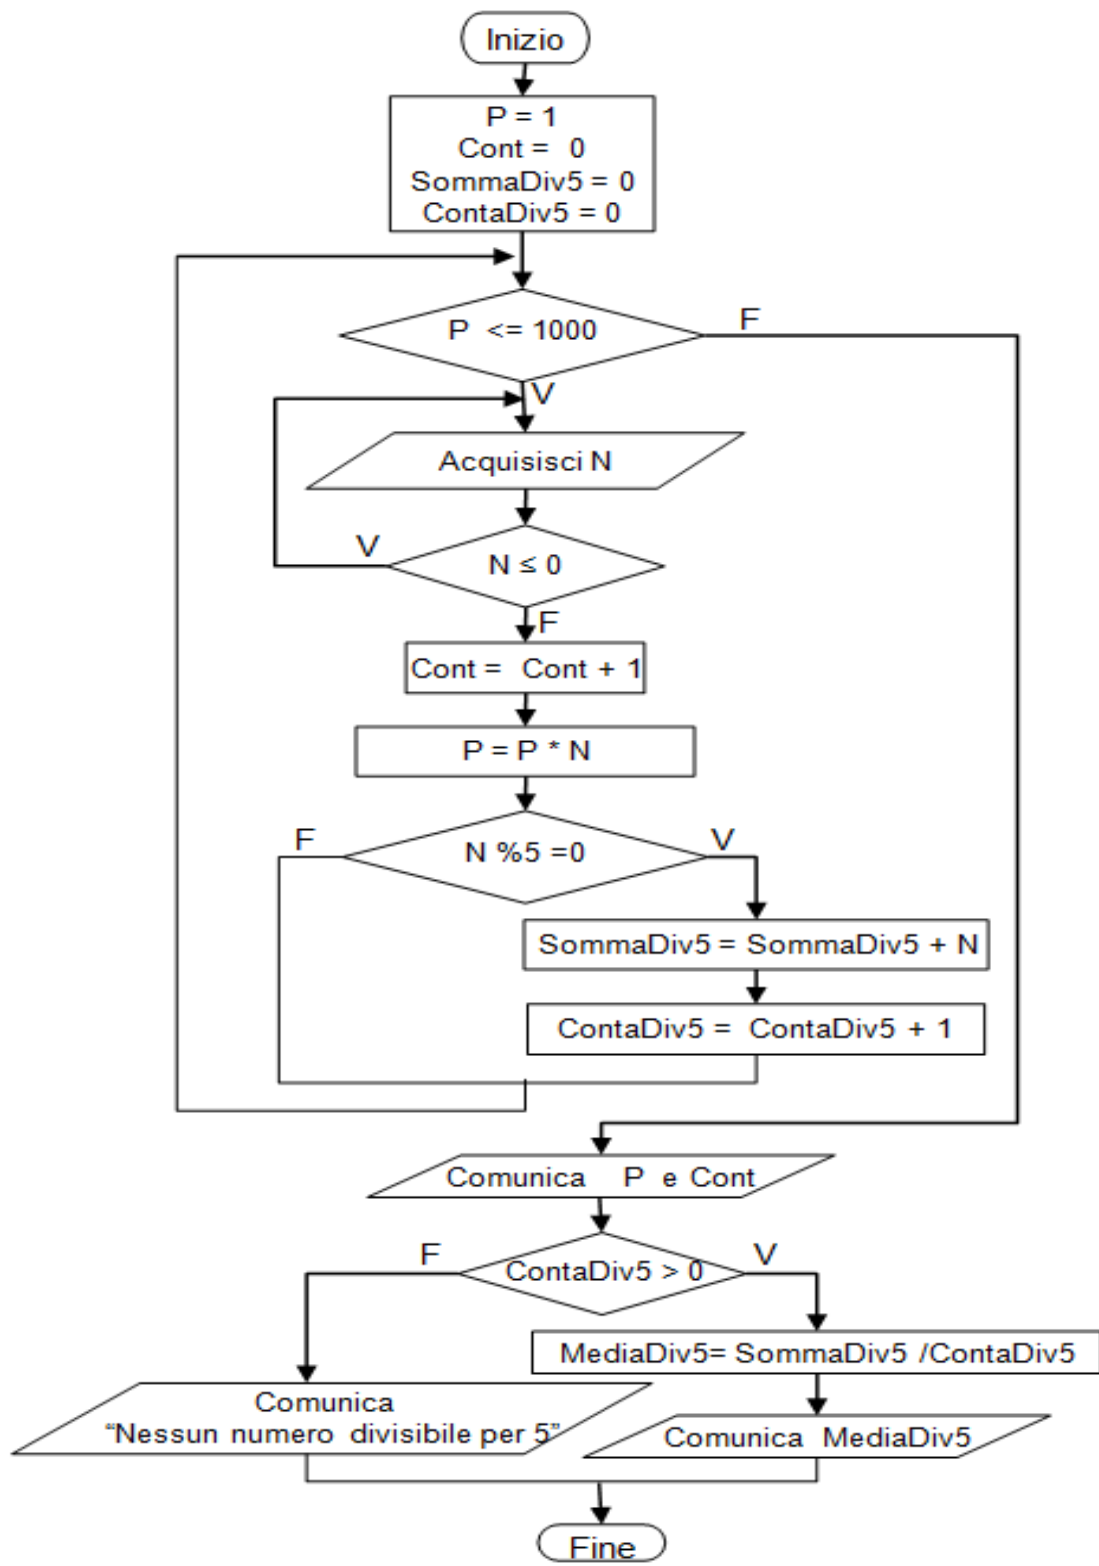 Inizio
P = 1
Cont = 0
SommaDiv5 = 0
ContaDiv5 = 0
P <= 1000
F
V
Acquisisci N
V
N ≤ 0
F
Cont = Cont + 1
P = P * N
F
N %5 =0
V
SommaDiv5 = SommaDiv5 + N
ContaDiv5 = ContaDiv5 + 1
Comunica P e Cont
F
ContaDiv5 > 0
V
MediaDiv5= SommaDiv5 /ContaDiv5
Comunica
“Nessun numero divisibile per 5”
Comunica MediaDiv5
Fine